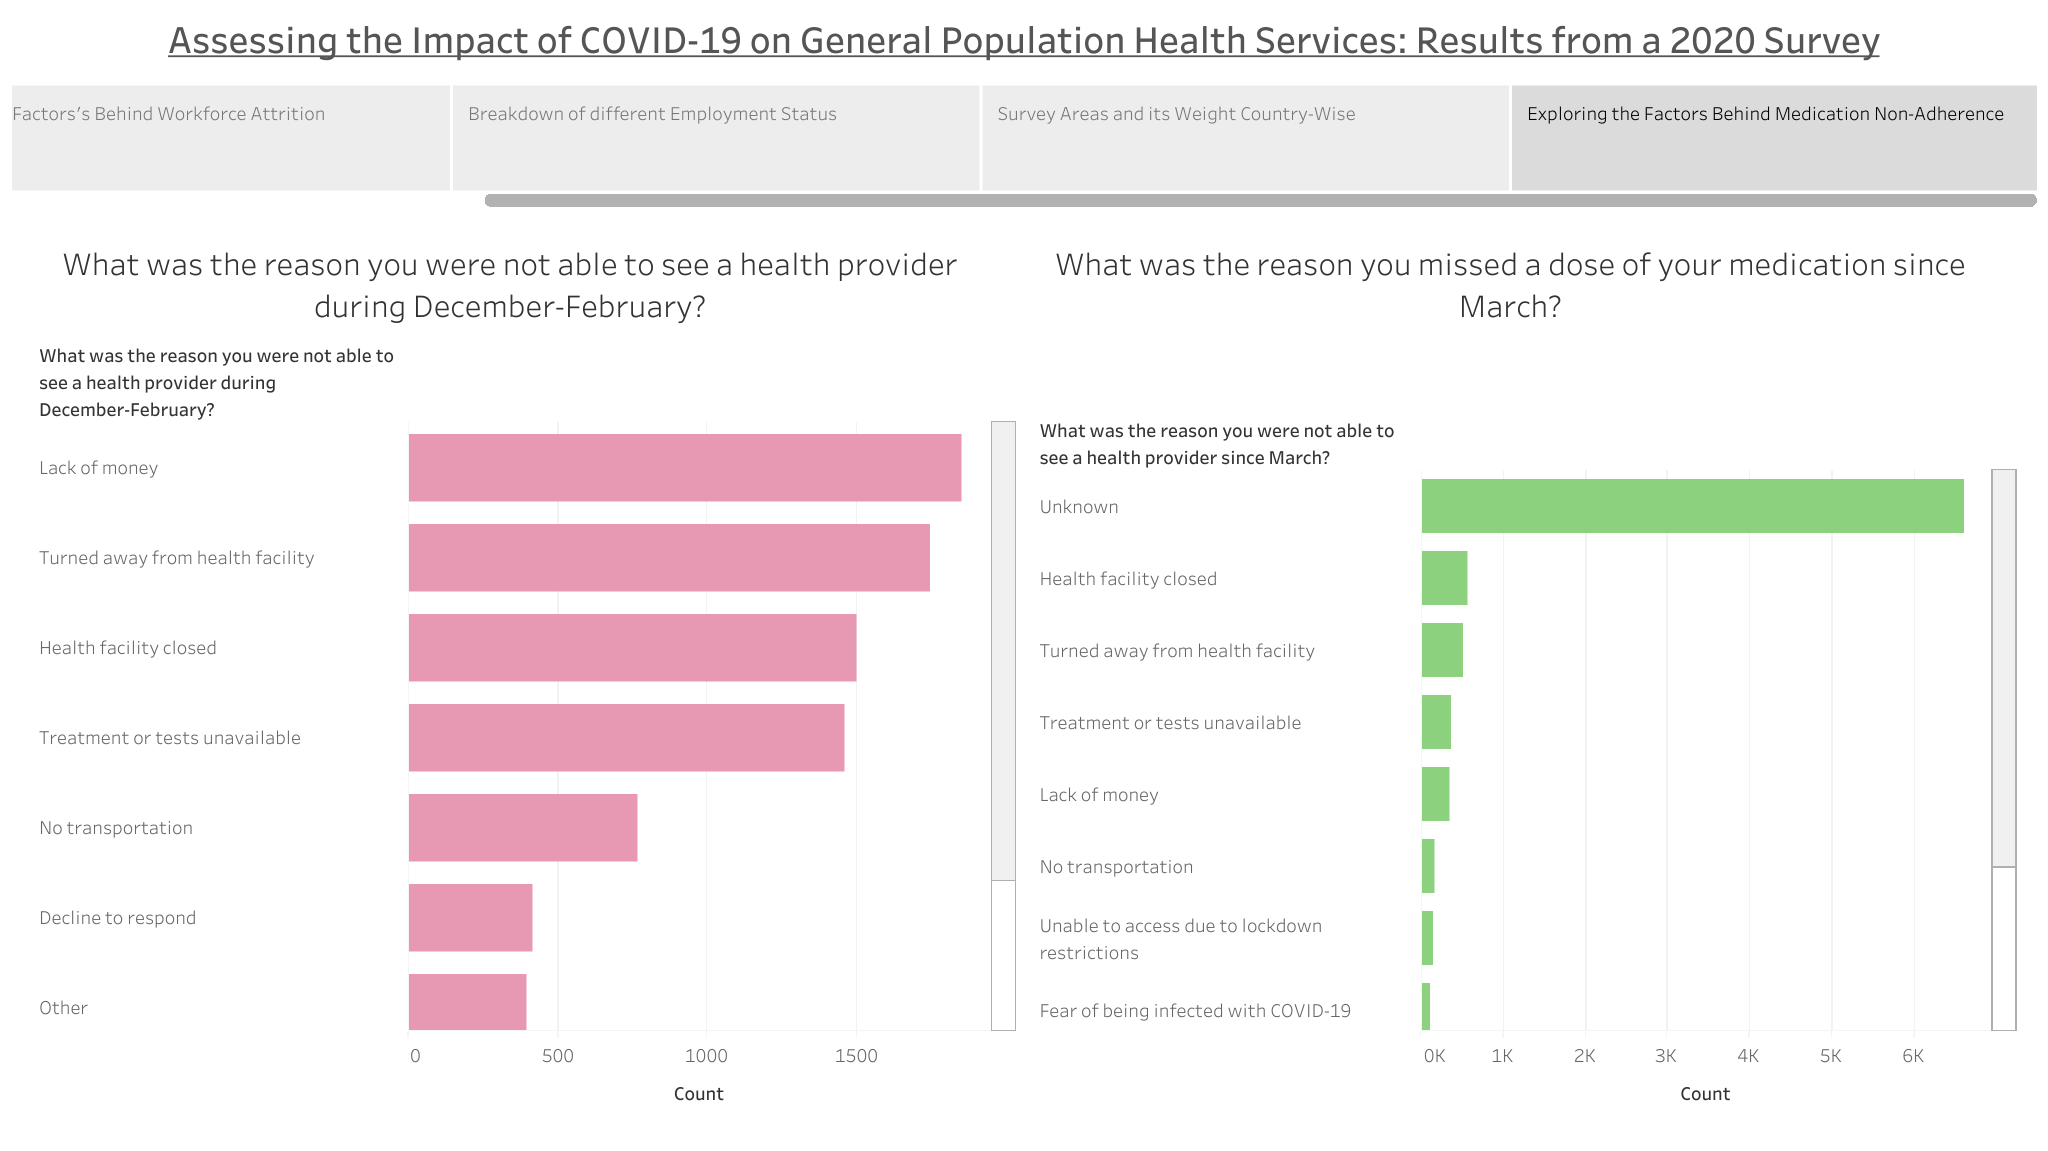 Assessing the Impact of COVID-19 on General Population Health Services: Results from a 2020 Survey
Factors's Behind Workforce Attrition
Breakdown of different Employment Status
Survey Areas and its Weight Country-Wise
Exploring the Factors Behind Medication Non-Adherence
What was the reason you were not able to see a health provider
during December-February?
What was the reason you were not able to
see a health provider during
December-February?
Lack of money
Turned away from health facility
Health facility closed
Treatment or tests unavailable
No transportation
Decline to respond
Other
0 500 1000 1500
Count
What was the reason you missed a dose of your medication since
March?
What was the reason you were not able to
see a health provider since March?
Unknown
Health facility closed
Turned away from health facility
Treatment or tests unavailable
Lack of money
No transportation
Unable to access due to lockdown
restrictions
Fear of being infected with COVID-19
0K 1K 2K 3K 4K 5K 6K
Count